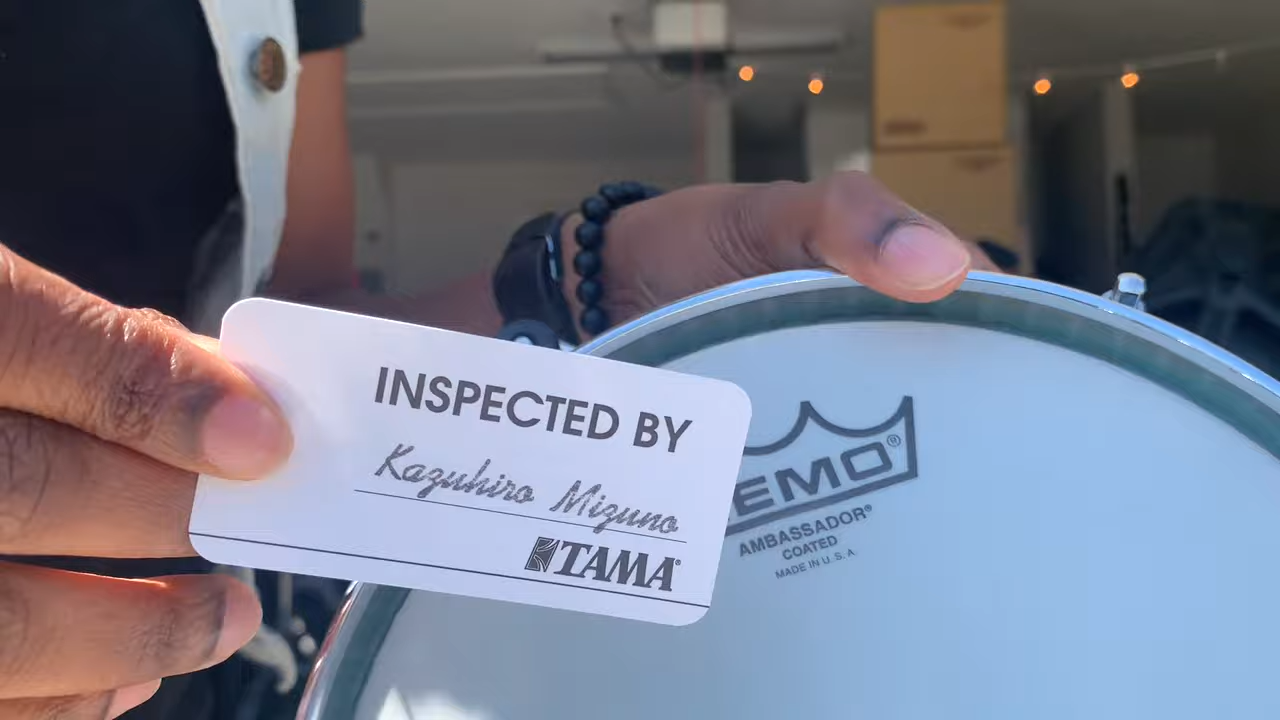 INSPECTED BY
Kazuhiro Mizuno
TAMA®
EMO®
AMBASSADOR®
COATED
MADE IN U.S.A.